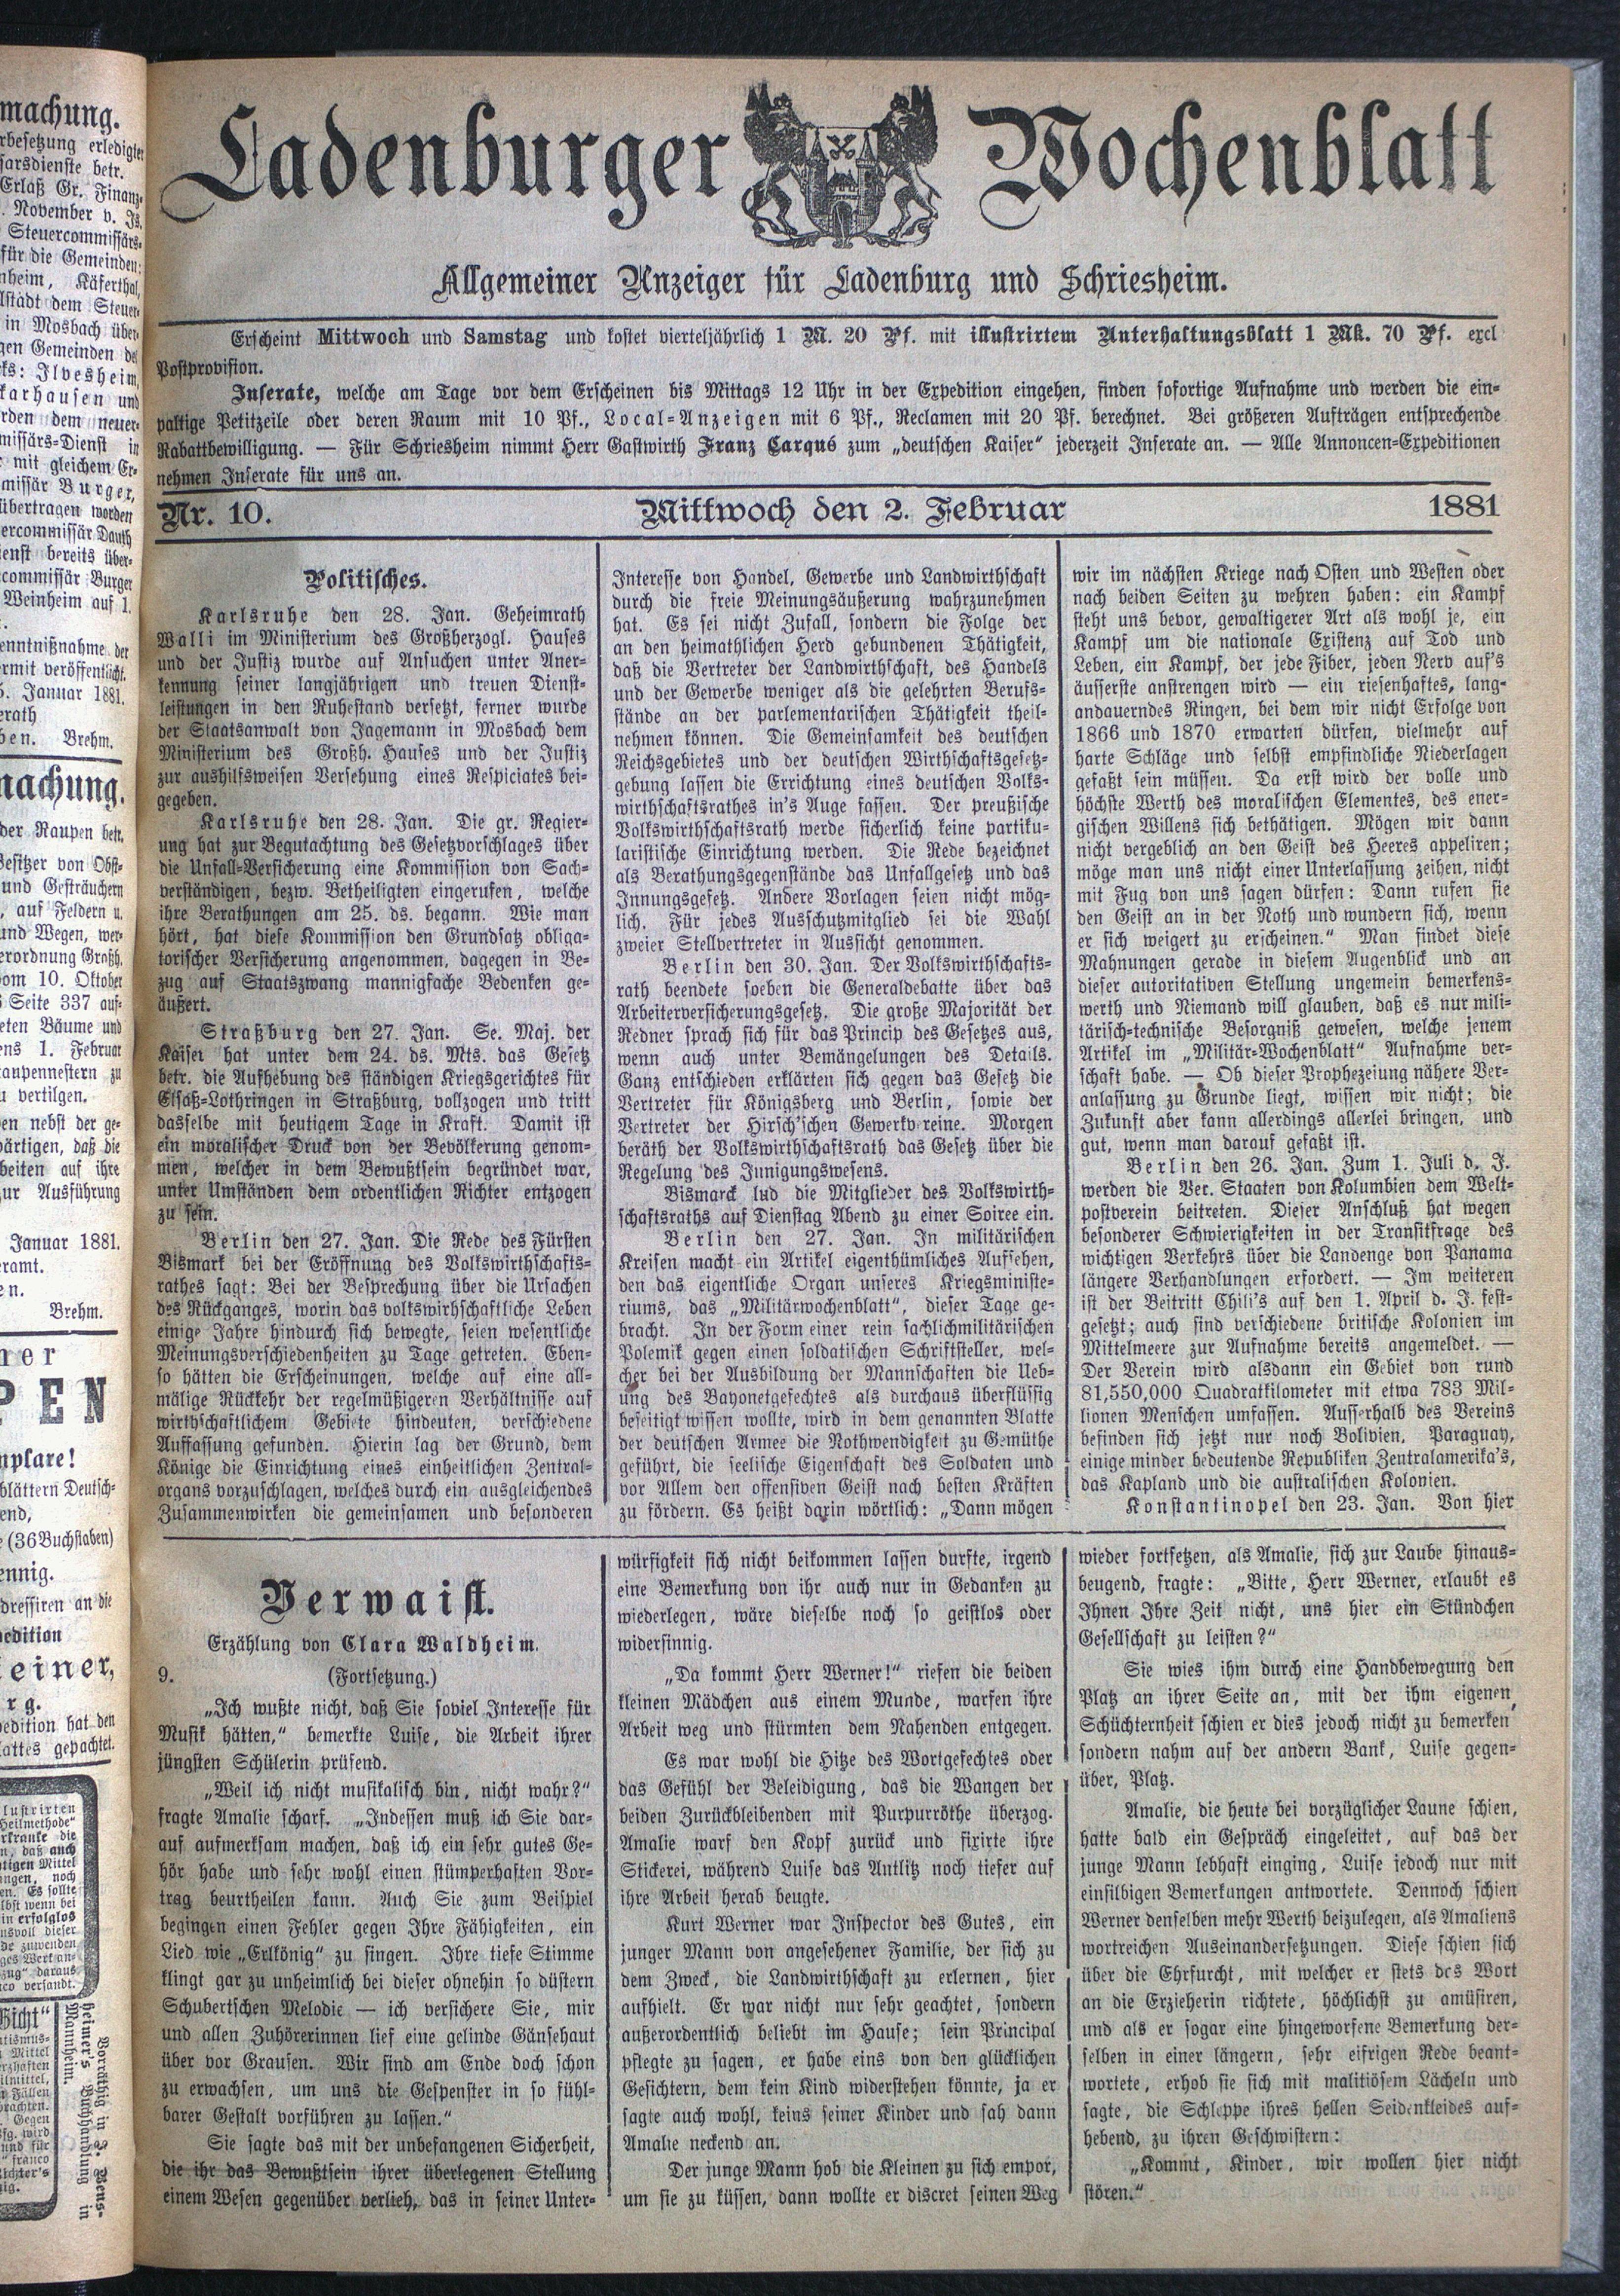 Ladenburger Wochenblatt
Allgemeiner Anzeiger für Ladenburg und Schriesheim.
Erscheint Mittwoch und Samstag und kostet vierteljährlich 1 M. 20 Pf. mit illustrirtem Unterhaltungsblatt 1 Mk. 70 Pf. excl
Postprovision.
Inserate, welche am Tage vor dem Erscheinen bis Mittags 12 Uhr in der Expedition eingehen, finden sofortige Aufnahme und werden die ein-
paltige Petitzeile oder deren Raum mit 10 Pf., Local-Anzeigen mit 6 Pf., Reclamen mit 20 Pf. berechnet. Bei größeren Aufträgen entsprechende
Rabattbewilligung. — Für Schriesheim nimmt Herr Gastwirth Franz Carqué zum „deutschen Kaiser“ jederzeit Inserate an. — Alle Annoncen-Expeditionen
nehmen Inserate für uns an.
Nr. 10. Mittwoch den 2. Februar 1881
Politisches.
Karlsruhe den 28. Jan. Geheimrath
Walli im Ministerium des Großherzogl. Hauses
und der Justiz wurde auf Ansuchen unter Aner-
kennung seiner langjährigen und treuen Dienst-
leistungen in den Ruhestand versetzt, ferner wurde
der Staatsanwalt von Jagemann in Mosbach dem
Ministerium des Großh. Hauses und der Justiz
zur aushilfsweisen Versehung eines Respiciates bei-
gegeben.
Karlsruhe den 28. Jan. Die gr. Regier-
ung hat zur Begutachtung des Gesetzvorschlages über
die Unfall-Versicherung eine Kommission von Sach-
verständigen, bezw. Betheiligten eingerufen, welche
ihre Berathungen am 25. ds. begann. Wie man
hört, hat diese Kommission den Grundsatz obliga-
torischer Versicherung angenommen, dagegen in Be-
zug auf Staatszwang mannigfache Bedenken ge-
äußert.
Straßburg den 27. Jan. Se. Maj. der
Kaiser hat unter dem 24. ds. Mts. das Gesetz
betr. die Aufhebung des ständigen Kriegsgerichtes für
Elsaß-Lothringen in Straßburg, vollzogen und tritt
dasselbe mit heutigem Tage in Kraft. Damit ist
ein moralischer Druck von der Bevölkerung genom-
men, welcher in dem Bewußtsein begründet war,
unter Umständen dem ordentlichen Richter entzogen
zu sein.
Berlin den 27. Jan. Die Rede des Fürsten
Bismark bei der Eröffnung des Volkswirthschafts-
rathes sagt: Bei der Besprechung über die Ursachen
des Rückganges, worin das voltswirhschaftliche Leben
einige Jahre hindurch sich bewegte, seien wesentliche
Meinungsverschiedenheiten zu Tage getreten. Eben-
so hätten die Erscheinungen, welche auf eine all-
mälige Rückkehr der regelmüßigeren Verhältnisse auf
wirthschaftlichem Gebiete hindeuten, verschiedene
Auffassung gefunden. Hierin lag der Grund, dem
Könige die Einrichtung eines einheitlichen Zentral-
organs vorzuschlagen, welches durch ein ausgleichendes
Zusammenwirken die gemeinsamen und besonderen
Interesse von Handel, Gewerbe und Landwirthschaft
durch die freie Meinungsäußerung wahrzunehmen
hat. Es sei nicht Zufall, sondern die Folge der
an den heimathlichen Herd gebundenen Thätigkeit,
daß die Vertreter der Landwirthschaft, des Handels
und der Gewerbe weniger als die gelehrten Berufs-
stände an der parlementarischen Thätigkeit theil-
nehmen können. Die Gemeinsamkeit des deutschen
Reichsgebietes und der deutschen Wirthschaftsgesetz-
gebung lassen die Errichtung eines deutschen Volks-
wirthschaftsrathes in's Auge fassen. Der preußische
Volkswirthschaftsrath werde sicherlich keine partiku-
laristische Einrichtung werden. Die Rede bezeichnet
als Berathungsgegenstände das Unfallgesetz und das
Innungsgesetz. Andere Vorlagen seien nicht mög-
lich. Für jedes Ausschutzmitglied sei die Wahl
zweier Stellvertreter in Aussicht genommen.
Berlin den 30. Jan. Der Volkswirthschafts-
rath beendete soeben die Generaldebatte über das
Arbeiterversicherungsgesetz. Die große Majorität der
Redner sprach sich für das Princip des Gesetzes aus,
wenn auch unter Bemängelungen des Details.
Ganz entschieden erklärten sich gegen das Gesetz die
Vertreter für Königsberg und Berlin, sowie der
Vertreter der Hirsch'schen Gewerkv reine. Morgen
beräth der Volkswirthschaftsrath das Gesetz über die
Regelung des Innigungswesens.
Bismarck lud die Mitglieder des Volkswirth-
schaftsraths auf Dienstag Abend zu einer Soiree ein.
Berlin den 27. Jan. In militärischen
Kreisen macht ein Artikel eigenthümliches Aufsehen,
den das eigentliche Organ unseres Kriegsministe-
riums, das „Militärwochenblatt“, dieser Tage ge-
bracht. In der Form einer rein sachlichmilitärischen
Polemik gegen einen soldatischen Schriftsteller, wel-
cher bei der Ausbildung der Mannschaften die Ueb-
ung des Bayonetgefechtes als durchaus überflüssig
beseitigt wissen wollte, wird in dem genannten Blatte
der deutschen Armee die Nothwendigkeit zu Gemüthe
geführt, die seelische Eigenschaft des Soldaten und
vor Allem den offensiven Geist nach besten Kräften
zu fördern. Es heißt darin wörtlich: „Dann mögen
wir im nächsten Kriege nach Osten und Westen oder
nach beiden Seiten zu wehren haben: ein Kampf
steht uns bevor, gewaltigerer Art als wohl je, ein
Kampf um die nationale Existenz auf Tod und
Leben, ein Kampf, der jede Fiber, jeden Nerv auf's
äusserste anstrengen wird — ein riesenhaftes, lang-
andauerndes Ringen, bei dem wir nicht Erfolge von
1866 und 1870 erwarten dürfen, vielmehr auf
harte Schläge und selbst empfindliche Niederlagen
gefaßt sein müssen. Da erst wird der volle und
höchste Werth des moralischen Elementes, des ener-
gischen Willens sich bethätigen. Mögen wir dann
nicht vergeblich an den Geist des Heeres appeliren;
möge man uns nicht einer Unterlassung zeihen, nicht
mit Fug von uns sagen dürfen: Dann rufen sie
den Geist an in der Noth und wundern sich, wenn
er sich weigert zu erscheinen.“ Man findet diese
Mahnungen gerade in diesem Augenblick und an
dieser autoritativen Stellung ungemein bemerkens-
werth und Niemand will glauben, daß es nur mili-
tärisch-technische Besorgniß gewesen, welche jenem
Artikel im „Militär-Wochenblatt“ Aufnahme ver-
schaft habe. — Ob dieser Prophezeiung nähere Ver-
anlassung zu Grunde liegt, wissen wir nicht; die
Zukunft aber kann allerdings allerlei bringen, und
gut, wenn man darauf gefaßt ist.
Berlin den 26. Jan. Zum 1. Juli d. J.
werden die Ver. Staaten von Kolumbien dem Welt-
postverein beitreten. Dieser Anschluß hat wegen
besonderer Schwierigkeiten in der Transitfrage des
wichtigen Verkehrs über die Landenge von Panama
längere Verhandlungen erfordert. — Im weiteren
ist der Beitritt Chili's auf den 1. April d. J. fest-
gesetzt; auch sind verschiedene britische Kolonien im
Mittelmeere zur Aufnahme bereits angemeldet. —
Der Verein wird alsdann ein Gebiet von rund
81,550,000 Quadratkilometer mit etwa 783 Mil-
lionen Menschen umfassen. Ausserhalb des Vereins
befinden sich jetzt nur noch Bolivien, Paraguay,
einige minder bedeutende Republiken Zentralamerika's,
das Kapland und die australischen Kolonien.
Konstantinopel den 23. Jan. Von hier
Verwaist.
Erzählung von Clara Waldheim.
9. (Fortsetzung.)
„Ich wußte nicht, daß Sie soviel Interesse für
Musik hätten,“ bemerkte Luise, die Arbeit ihrer
jüngsten Schülerin prüfend.
„Weil ich nicht musikalisch bin, nicht wahr?“
fragte Amalie scharf. „Indessen muß ich Sie dar-
auf aufmerksam machen, daß ich ein sehr gutes Ge-
hör habe und sehr wohl einen stümperhaften Vor-
trag beurtheilen kann. Auch Sie zum Beispiel
begingen einen Fehler gegen Ihre Fähigkeiten, ein
Lied wie „Erlkönig“ zu singen. Ihre tiefe Stimme
klingt gar zu unheimlich bei dieser ohnehin so düstern
Schubertschen Melodie — ich versichere Sie, mir
und allen Zuhörerinnen lief eine gelinde Gänsehaut
über vor Grausen. Wir sind am Ende doch schon
zu erwachsen, um uns die Gespenster in so fühl-
barer Gestalt vorführen zu lassen.“
Sie sagte das mit der unbefangenen Sicherheit,
die ihr das Bewußtsein ihrer überlegenen Stellung
einem Wesen gegenüber verlieh, das in seiner Unter-
würfigkeit sich nicht beikommen lassen durfte, irgend
eine Bemerkung von ihr auch nur in Gedanken zu
wiederlegen, wäre dieselbe noch so geistlos oder
widersinnig.
„Da kommt Herr Werner!“ riefen die beiden
kleinen Mädchen aus einem Munde, warfen ihre
Arbeit weg und stürmten dem Nahenden entgegen.
Es war wohl die Hitze des Wortgefechtes oder
das Gefühl der Beleidigung, das die Wangen der
beiden Zurückbleibenden mit Purpurröthe überzog.
Amalie warf den Kopf zurück und fixirte ihre
Stickerei, während Luise das Antlitz noch tiefer auf
ihre Arbeit herab beugte.
Kurt Werner war Inspector des Gutes, ein
junger Mann von angesehener Familie, der sich zu
dem Zweck, die Landwirthschaft zu erlernen, hier
aufhielt. Er war nicht nur sehr geachtet, sondern
außerordentlich beliebt im Hause; sein Principal
pflegte zu sagen, er habe eins von den glücklichen
Gesichtern, dem kein Kind widerstehen könnte, ja er
sagte auch wohl, keins seiner Kinder und sah dann
Amalie neckend an.
Der junge Mann hob die Kleinen zu sich empor,
um sie zu küssen, dann wollte er discret seinen Weg
wieder fortsetzen, als Amalie, sich zur Laube hinaus-
beugend, fragte: „Bitte, Herr Werner, erlaubt es
Ihnen Ihre Zeit nicht, uns hier ein Stündchen
Gesellschaft zu leisten?“
Sie wies ihm durch eine Handbewegung den
Platz an ihrer Seite an, mit der ihm eigenen
Schüchternheit schien er dies jedoch nicht zu bemerken,
sondern nahm auf der andern Bank, Luise gegen-
über, Platz.
Amalie, die heute bei vorzüglicher Laune schien,
hatte bald ein Gespräch eingeleitet, auf das der
junge Mann lebhaft einging, Luise jedoch nur mit
einsilbigen Bemerkungen antwortete. Dennoch schien
Werner denselben mehr Werth beizulegen, als Amaliens
wortreichen Auseinandersetzungen. Diese schien sich
über die Ehrfurcht, mit welcher er stets dcs Wort
an die Erzieherin richtete, höchlichst zu amüsiren,
und als er sogar eine hingeworfene Bemerkung der-
selben in einer längern, sehr eifrigen Rede beant-
wortete, erhob sie sich mit malitiösem Lächeln und
sagte, die Schleppe ihres hellen Seidenkleides auf-
hebend, zu ihren Geschwistern:
„Kommt, Kinder, wir wollen hier nicht
stören.“